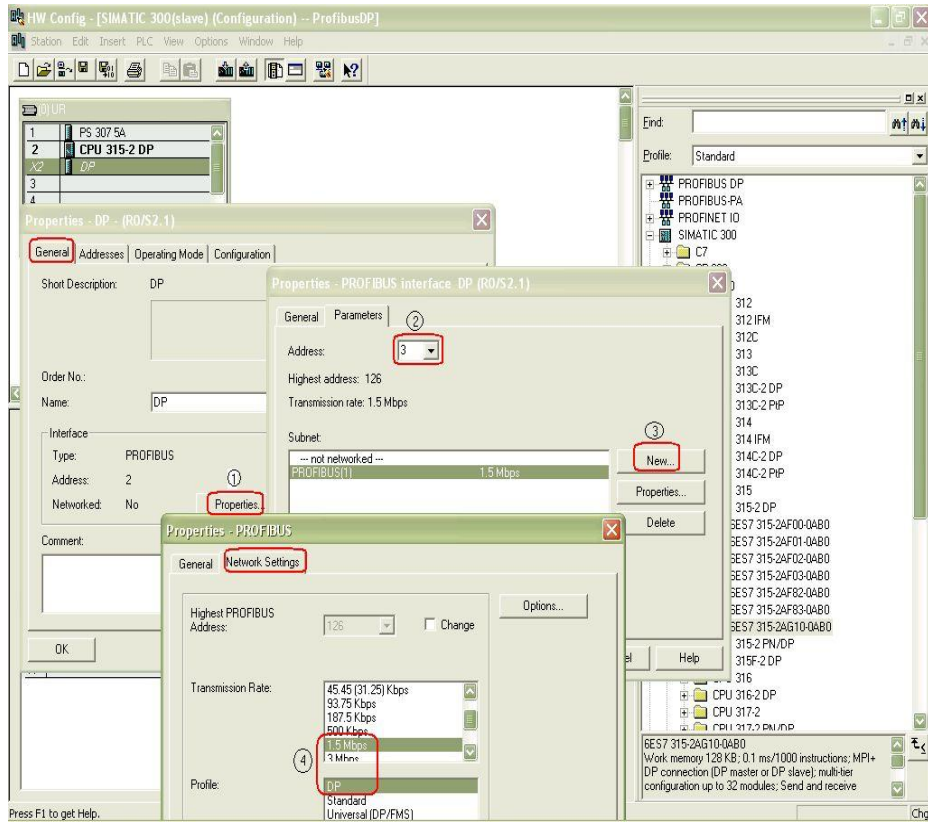 HW Config - [SIMATIC 300(slave) (Configuration) -- ProfibusDP]
Station Edit Insert PLC View Options Window Help
0) UR
1 PS 307 5A
2 CPU 315-2 DP
X2 DP
3
4
Properties - DP - (R0/S2.1)
General Addresses Operating Mode Configuration
Short Description: DP
Order No.:
Name: DP
Interface
Type: PROFIBUS
Address: 2
Networked: No
①
Properties...
Comment:
OK
Properties - PROFIBUS interface DP (R0/S2.1)
General Parameters
②
Address: 3
Highest address: 126
Transmission rate: 1.5 Mbps
Subnet:
③
--- not networked ---
PROFIBUS(1) 1.5 Mbps
New...
Properties...
Delete
Help
Properties - PROFIBUS
General Network Settings
Highest PROFIBUS
Address:
126
Change
Options...
Transmission Rate:
45.45 (31.25) Kbps
93.75 Kbps
187.5 Kbps
500 Kbps
1.5 Mbps
3 Mbps
④
Profile:
DP
Standard
Universal (DP/FMS)
Find:
Profile: Standard
PROFIBUS DP
PROFIBUS-PA
PROFINET IO
SIMATIC 300
C7
312
312 IFM
312C
313
313C
313C-2 DP
313C-2 PtP
314
314 IFM
314C-2 DP
314C-2 PtP
315
315-2 DP
6ES7 315-2AF00-0AB0
6ES7 315-2AF01-0AB0
6ES7 315-2AF02-0AB0
6ES7 315-2AF03-0AB0
6ES7 315-2AF82-0AB0
6ES7 315-2AF83-0AB0
6ES7 315-2AG10-0AB0
315-2 PN/DP
315F-2 DP
316
CPU 316-2 DP
CPU 317-2
CPU 317-2 PN/DP
6ES7 315-2AG10-0AB0
Work memory 128 KB; 0.1 ms/1000 instructions; MPI+
DP connection (DP master or DP slave); multi-tier
configuration up to 32 modules; Send and receive
Press F1 to get Help.
Chg